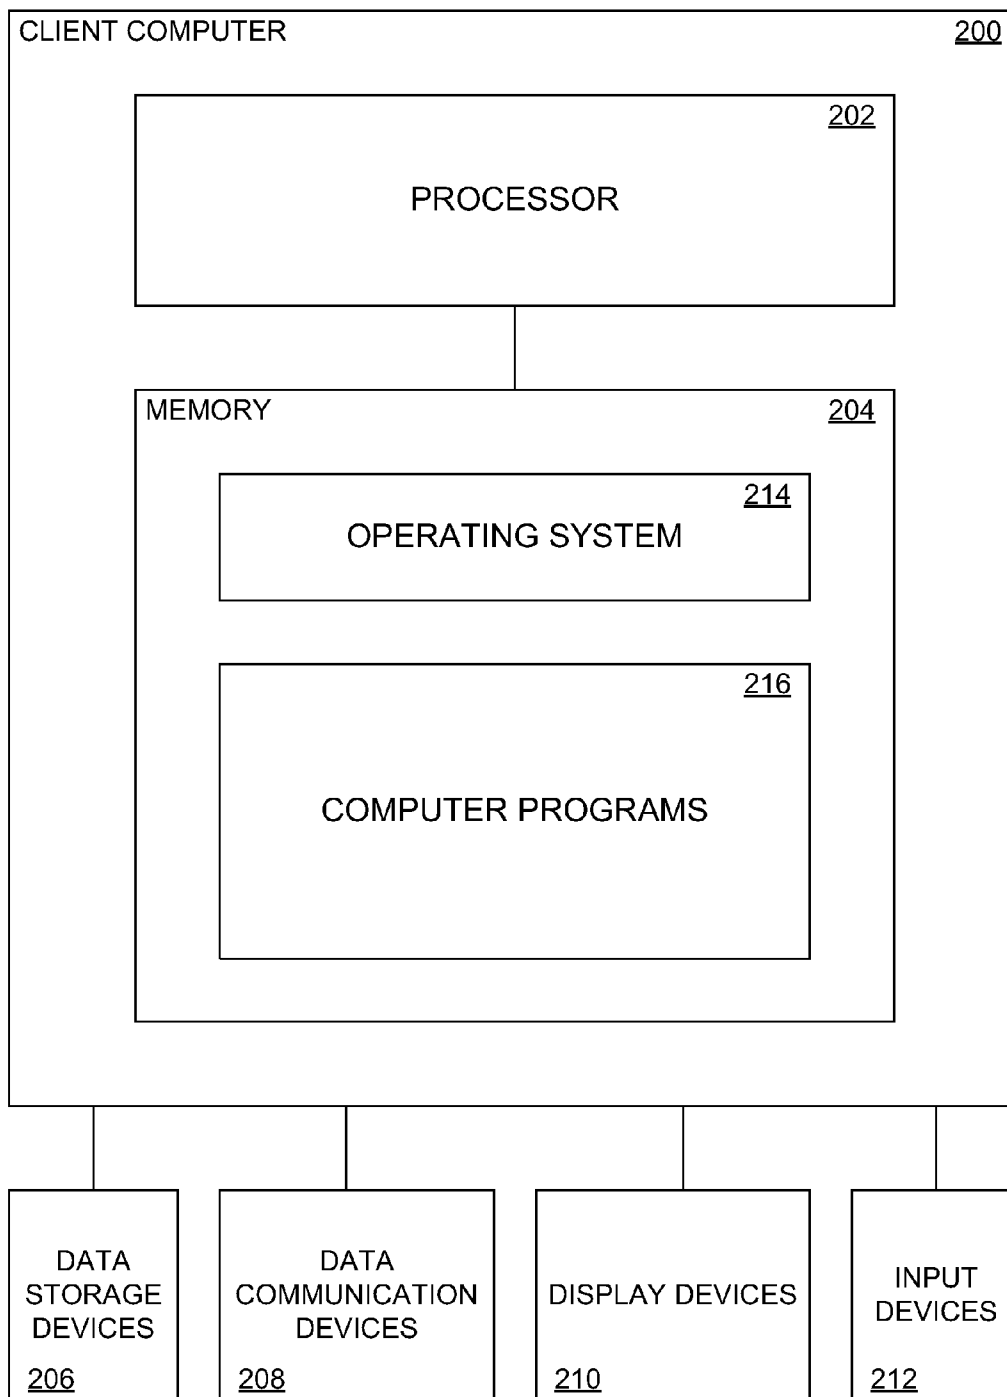 CLIENT COMPUTER 200
202
PROCESSOR
MEMORY 204
214
OPERATING SYSTEM
216
COMPUTER PROGRAMS
DATA
STORAGE
DEVICES
206
DATA
COMMUNICATION
DEVICES
208
DISPLAY DEVICES
210
INPUT
DEVICES
212